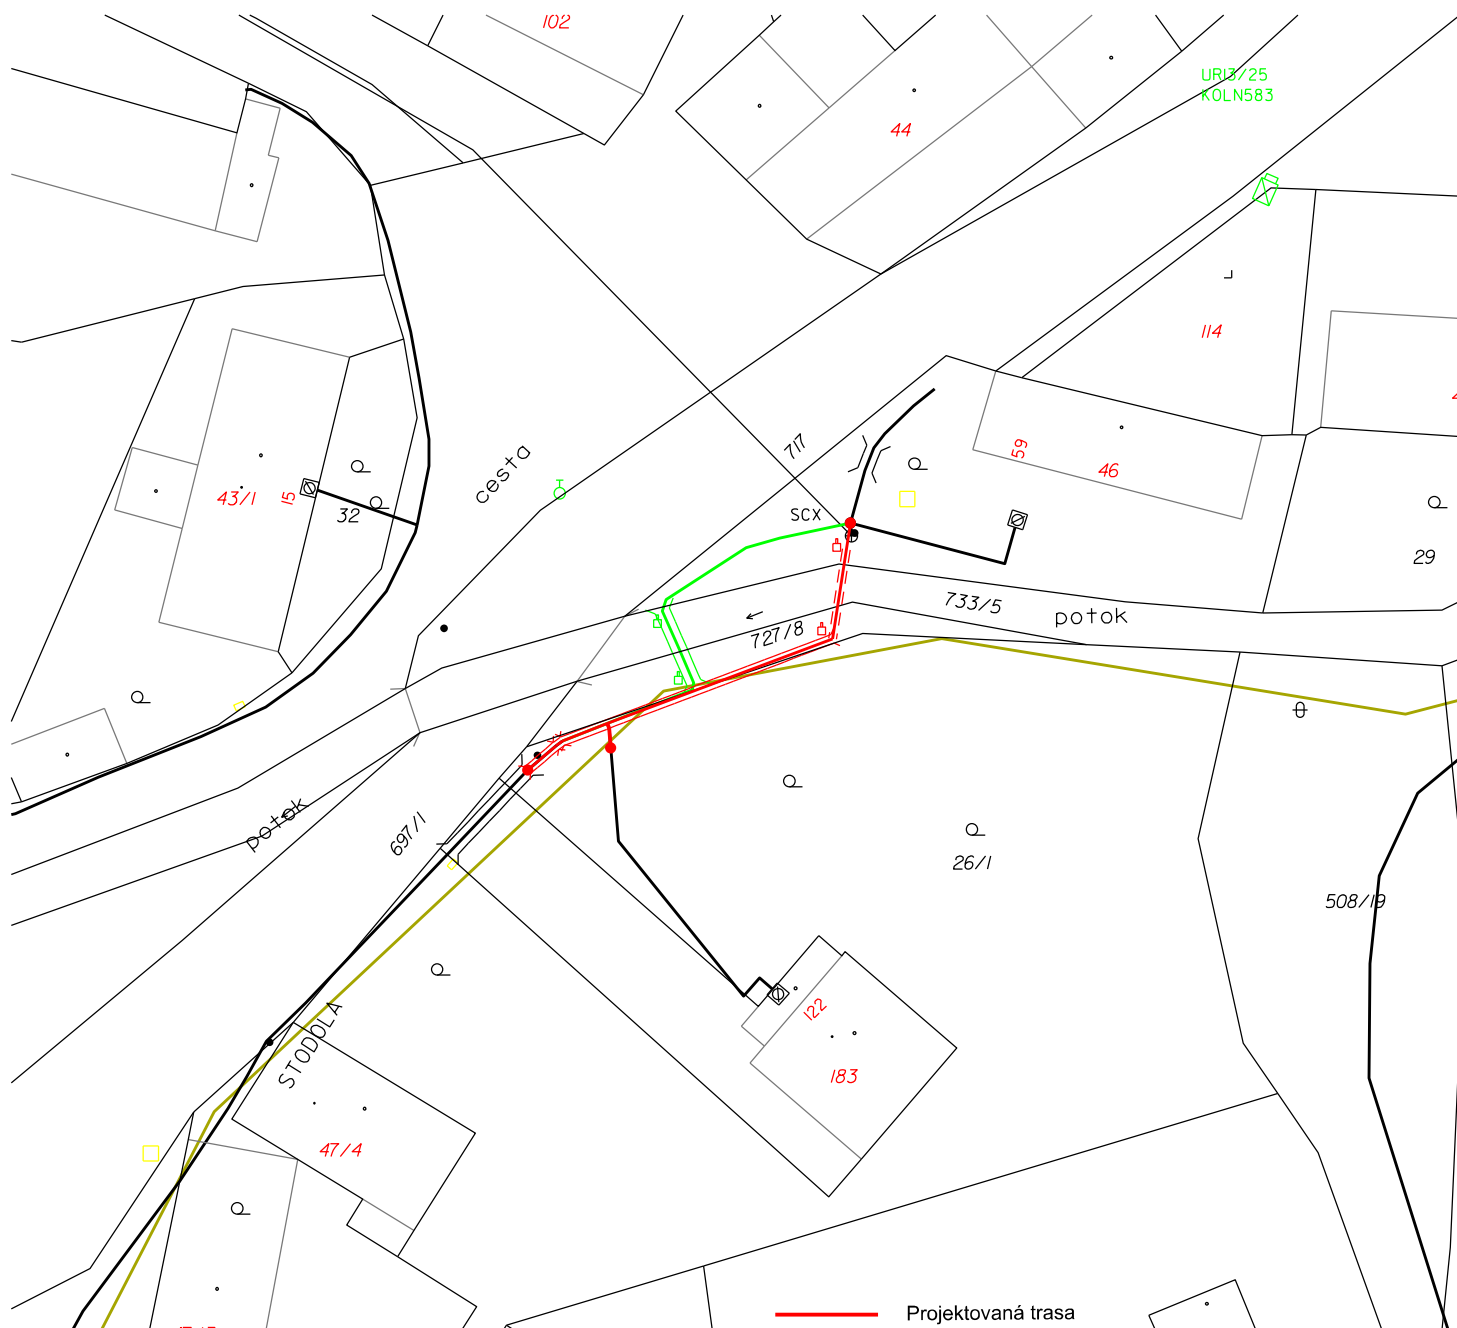 102
URI3/25
KOLN583
44
114
717
cesta
59
46
43/1
15
32
SCX
29
733/5
potok
727/8
potok
697/1
26/1
508/19
STODOLA
122
183
47/4
Projektovaná trasa